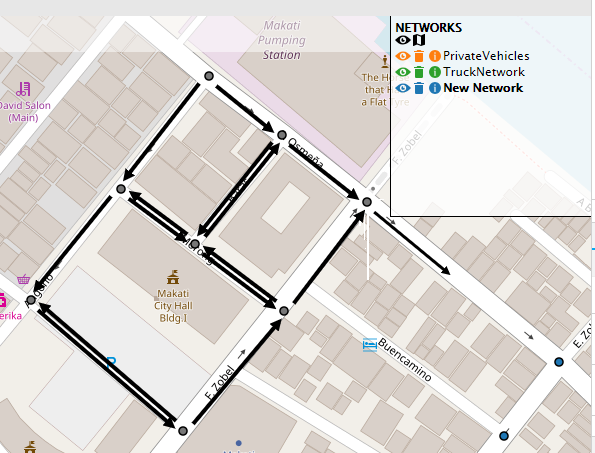 NETWORKS
PrivateVehicles
TruckNetwork
New Network
Makati
Pumping
Station
The
that H
a Flat Tyre
David Salon
(Main)
Osmeña
F. Zobel
Makati
City Hall
Bldg.I
erika
P
F. Zobel
Buencamino
E. Zo